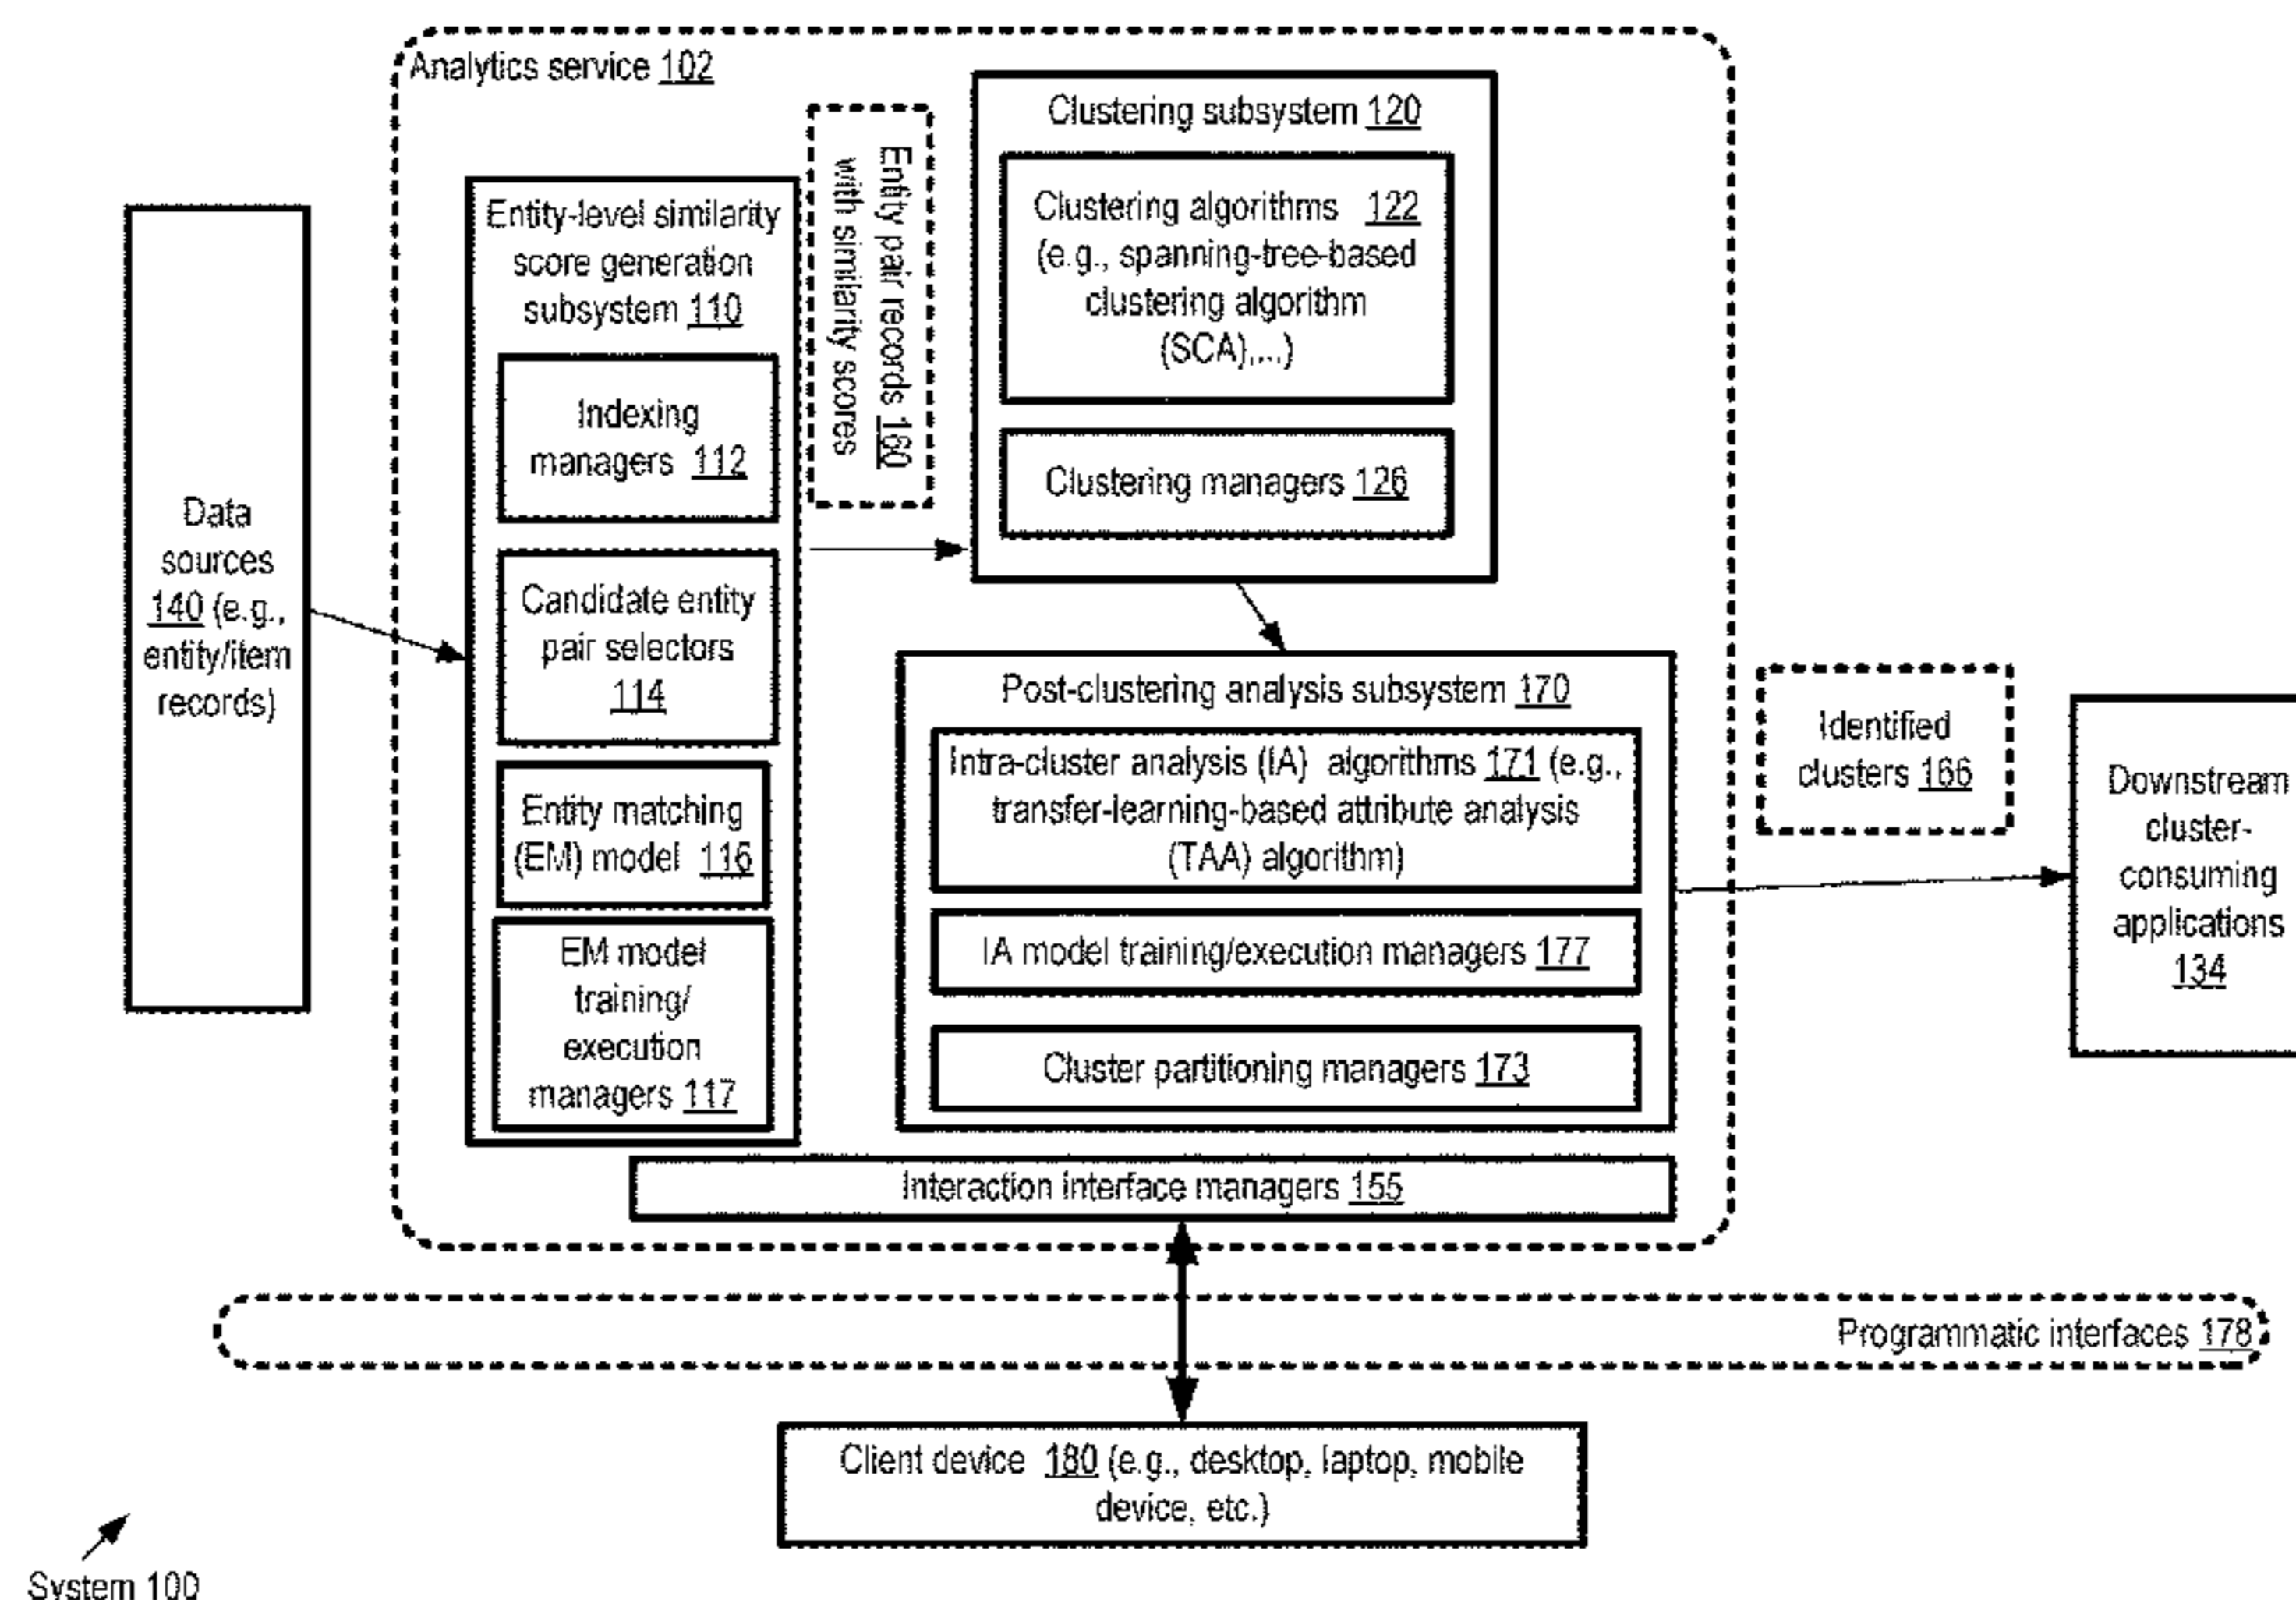 Analytics service 102
Data
sources
140 (e.g.,
entity/item
records)
Entity-level similarity
score generation
subsystem 110
Indexing
managers 112
Candidate entity
pair selectors
114
Entity matching
(EM) model 116
EM model
training/
execution
managers 117
Entity pair records 160
with similarity scores
Clustering subsystem 120
Clustering algorithms 122
(e.g., spanning-tree-based
clustering algorithm
(SCA),...)
Clustering managers 126
Post-clustering analysis subsystem 170
Intra-cluster analysis (IA) algorithms 171 (e.g.,
transfer-learning-based attribute analysis
(TAA) algorithm)
IA model training/execution managers 177
Cluster partitioning managers 173
Identified
clusters 166
Downstream
cluster-
consuming
applications
134
Interaction interface managers 155
Programmatic interfaces 178
Client device 180 (e.g., desktop, laptop, mobile
device, etc.)
System 100